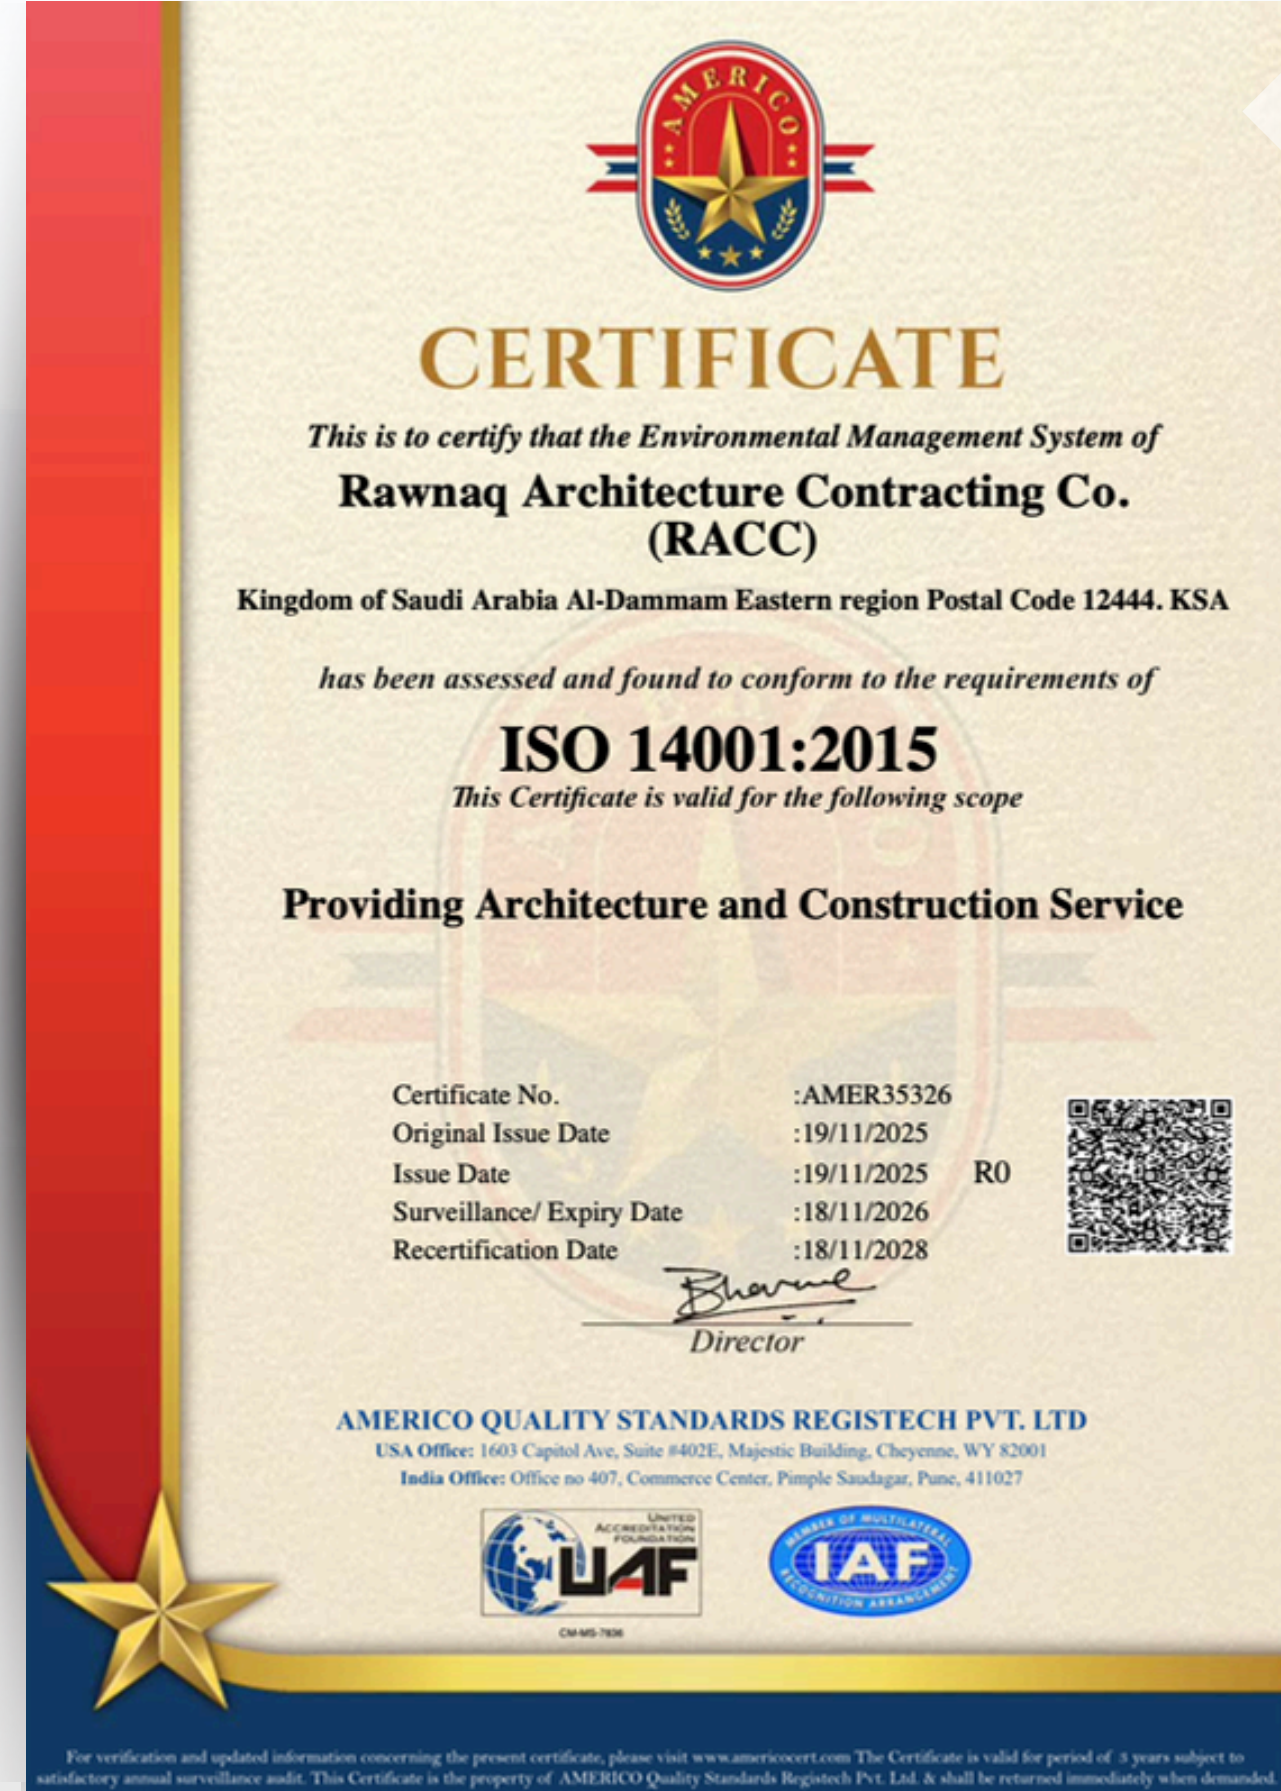 AMERICO
CERTIFICATE
This is to certify that the Environmental Management System of
Rawnaq Architecture Contracting Co.
(RACC)
Kingdom of Saudi Arabia Al-Dammam Eastern region Postal Code 12444. KSA
has been assessed and found to conform to the requirements of
ISO 14001:2015
This Certificate is valid for the following scope
Providing Architecture and Construction Service
Certificate No. :AMER35326
Original Issue Date :19/11/2025
Issue Date :19/11/2025 R0
Surveillance/ Expiry Date :18/11/2026
Recertification Date :18/11/2028
Director
AMERICO QUALITY STANDARDS REGISTECH PVT. LTD
USA Office: 1603 Capitol Ave, Suite #402E, Majestic Building, Cheyenne, WY 82001
India Office: Office no 407, Commerce Center, Pimple Saudagar, Pune, 411027
UNITED
ACCREDITATION
FOUNDATION
UAF
CM-MS-7836
MEMBER OF MULTILATERAL
IAF
RECOGNITION ARRANGEMENT
For verification and updated information concerning the present certificate, please visit www.americocert.com The Certificate is valid for period of 3 years subject to
satisfactory annual surveillance audit. This Certificate is the property of AMERICO Quality Standards Registech Pvt. Ltd. & shall be returned immediately when demanded